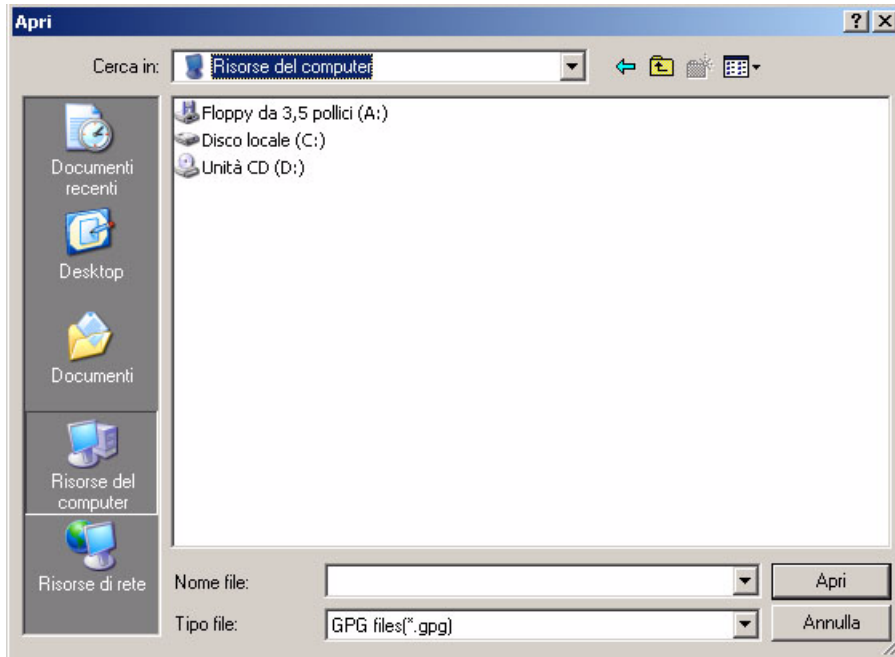 Apri
Cerca in: Risorse del computer
Documenti recenti
Desktop
Documenti
Risorse del computer
Risorse di rete
Floppy da 3,5 pollici (A:)
Disco locale (C:)
Unità CD (D:)
Nome file:
Apri
Tipo file: GPG files(*.gpg)
Annulla